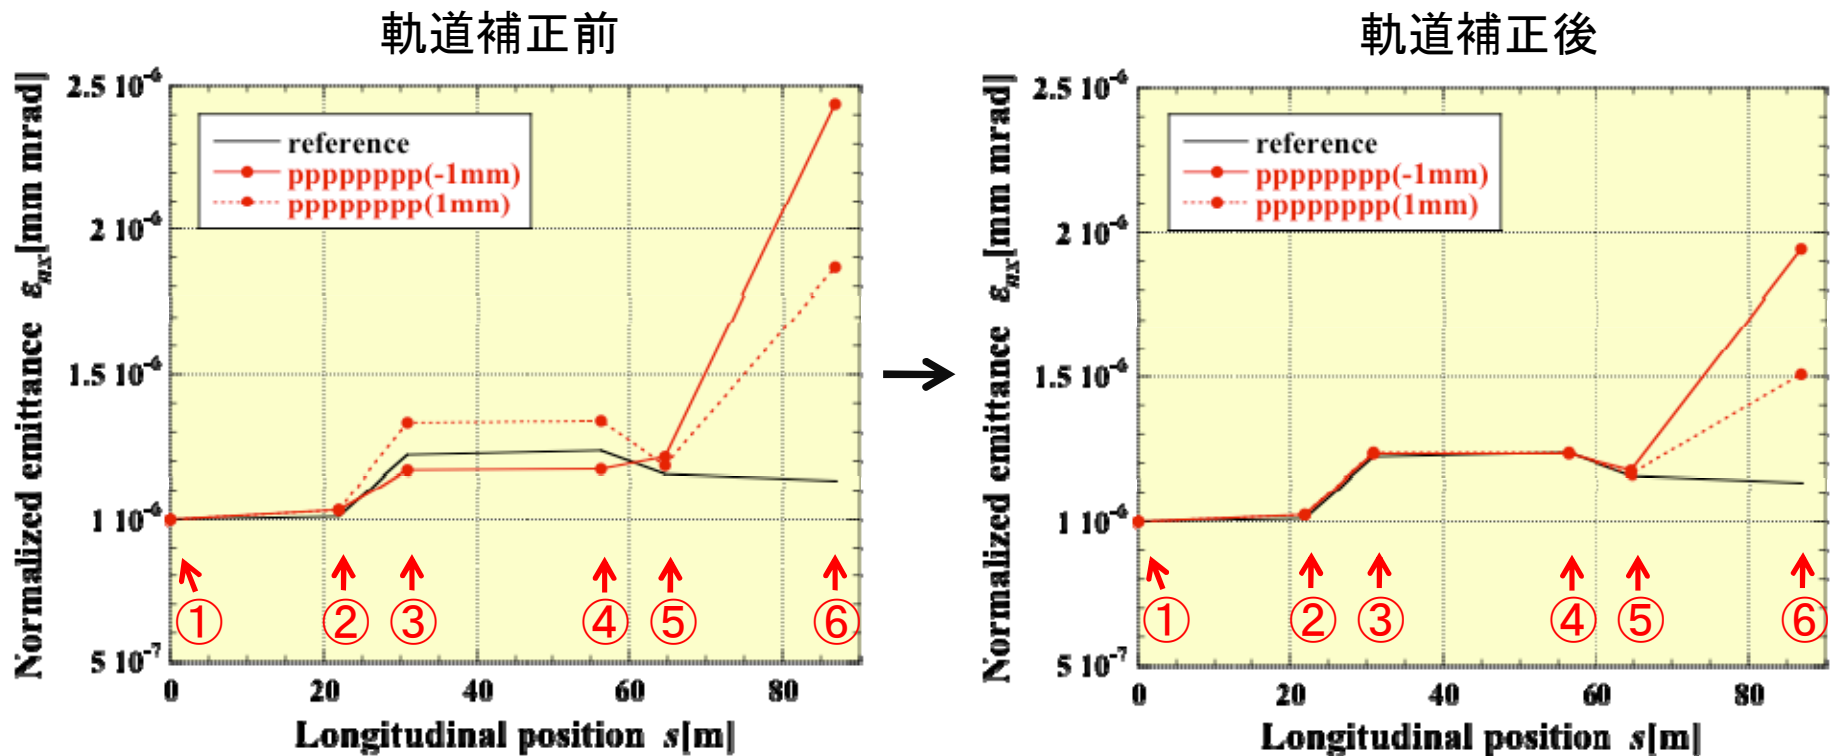 軌道補正前
2.5 10⁻⁶
2 10⁻⁶
1.5 10⁻⁶
1 10⁻⁶
5 10⁻⁷
Normalized emittance εₙₓ[mm mrad]
reference
pppppppp(-1mm)
pppppppp(1mm)
① ② ③ ④ ⑤ ⑥
0 20 40 60 80
Longitudinal position s[m]
→
軌道補正後
2.5 10⁻⁶
2 10⁻⁶
1.5 10⁻⁶
1 10⁻⁶
5 10⁻⁷
Normalized emittance εₙₓ[mm mrad]
reference
pppppppp(-1mm)
pppppppp(1mm)
① ② ③ ④ ⑤ ⑥
0 20 40 60 80
Longitudinal position s[m]